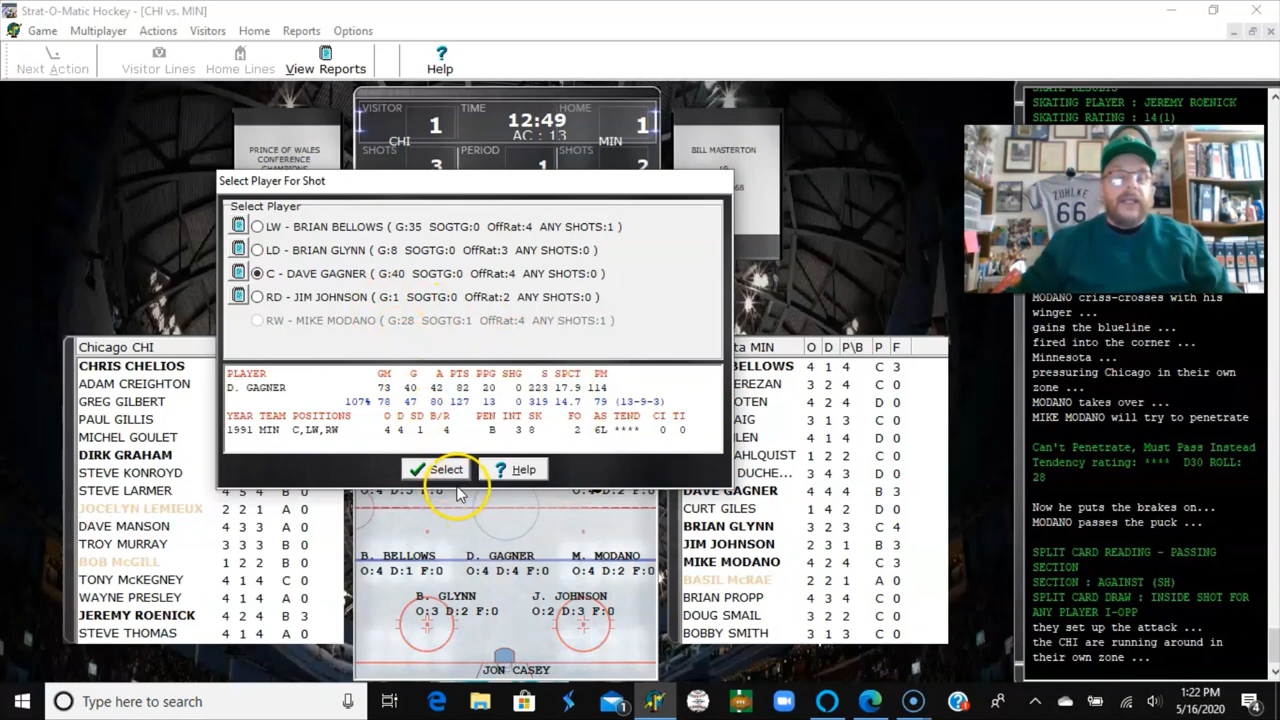 Strat-O-Matic Hockey - [CHI vs. MIN]
Game Multiplayer Actions Visitors Home Reports Options
Next Action Visitor Lines Home Lines View Reports Help
VISITOR TIME HOME
CHI 1 12:49 1 MIN
AC : 13
SHOTS PERIOD SHOTS
3 1 2
PRINCE OF WALES
CONFERENCE
CHAMPIONS
BILL MASTERTON
Select Player For Shot
Select Player
LW - BRIAN BELLOWS ( G:35 SOGTG:0 OffRat:4 ANY SHOTS:1 )
LD - BRIAN GLYNN ( G:8 SOGTG:0 OffRat:3 ANY SHOTS:0 )
C - DAVE GAGNER ( G:40 SOGTG:0 OffRat:4 ANY SHOTS:0 )
RD - JIM JOHNSON ( G:1 SOGTG:0 OffRat:2 ANY SHOTS:0 )
RW - MIKE MODANO ( G:28 SOGTG:1 OffRat:4 ANY SHOTS:1 )
PLAYER GM G A PTS PPG SHG S SPCT PM
D. GAGNER 73 40 42 82 20 0 223 17.9 114
107% 78 47 80 127 13 0 319 14.7 79 (13-9-3)
YEAR TEAM POSITIONS O D SD B/R PEN INT SK FO AS TEND CI TI
1991 MIN C,LW,RW 4 4 1 4 B 3 8 2 6L **** 0 0
Select Help
Chicago CHI
CHRIS CHELIOS
ADAM CREIGHTON
GREG GILBERT
PAUL GILLIS
MICHEL GOULET
DIRK GRAHAM
STEVE KONROYD
STEVE LARMER 4 5 4 B 0
JOCELYN LEMIEUX 2 2 1 A 0
DAVE MANSON 4 3 3 B 0
TROY MURRAY 3 3 3 B 0
BOB McGILL 1 2 2 B 0
TONY McKEGNEY 4 1 4 C 0
WAYNE PRESLEY 4 2 4 A 0
JEREMY ROENICK 4 2 4 B 3
STEVE THOMAS 4 1 4 A 0
B. BELLOWS D. GAGNER M. MODANO
O:4 D:1 F:0 O:4 D:4 F:0 O:4 D:2 F:0
B. GLYNN J. JOHNSON
O:3 D:2 F:0 O:2 D:3 F:0
JON CASEY
ta MIN O D P\B P F
BELLOWS 4 1 4 C 3
BEREZAN 3 4 3 C 0
OTEN 2 4 2 D 0
AIG
LEN
AHLQUIST
DUCHE...
DAVE GAGNER 4 4 4 B 3
CURT GILES 1 4 2 D 0
BRIAN GLYNN 3 2 3 C 4
JIM JOHNSON 2 3 1 B 3
MIKE MODANO 4 2 4 C 3
BASIL McRAE 2 2 1 A 0
BRIAN PROPP 4 3 4 D 0
DOUG SMAIL 3 2 2 C 0
BOBBY SMITH 3 1 3 C 0
SKATE RESULTS
SKATING PLAYER : JEREMY ROENICK
SKATING RATING : 14(1)
ZUHLKE
66
MODANO criss-crosses with his
winger ...
gains the blueline ...
fired into the corner ...
Minnesota ...
pressuring Chicago in their own
zone ...
MODANO takes over...
MIKE MODANO will try to penetrate
Can't Penetrate, Must Pass Instead
Tendency rating: **** D30 ROLL:
28
Now he puts the brakes on...
MODANO passes the puck ...
SPLIT CARD READING - PASSING
SECTION
SECTION : AGAINST (SH)
SPLIT CARD DRAW : INSIDE SHOT FOR
ANY PLAYER I-OPP
they set up the attack ...
the CHI are running around in
their own zone ...
Type here to search
1:22 PM
5/16/2020